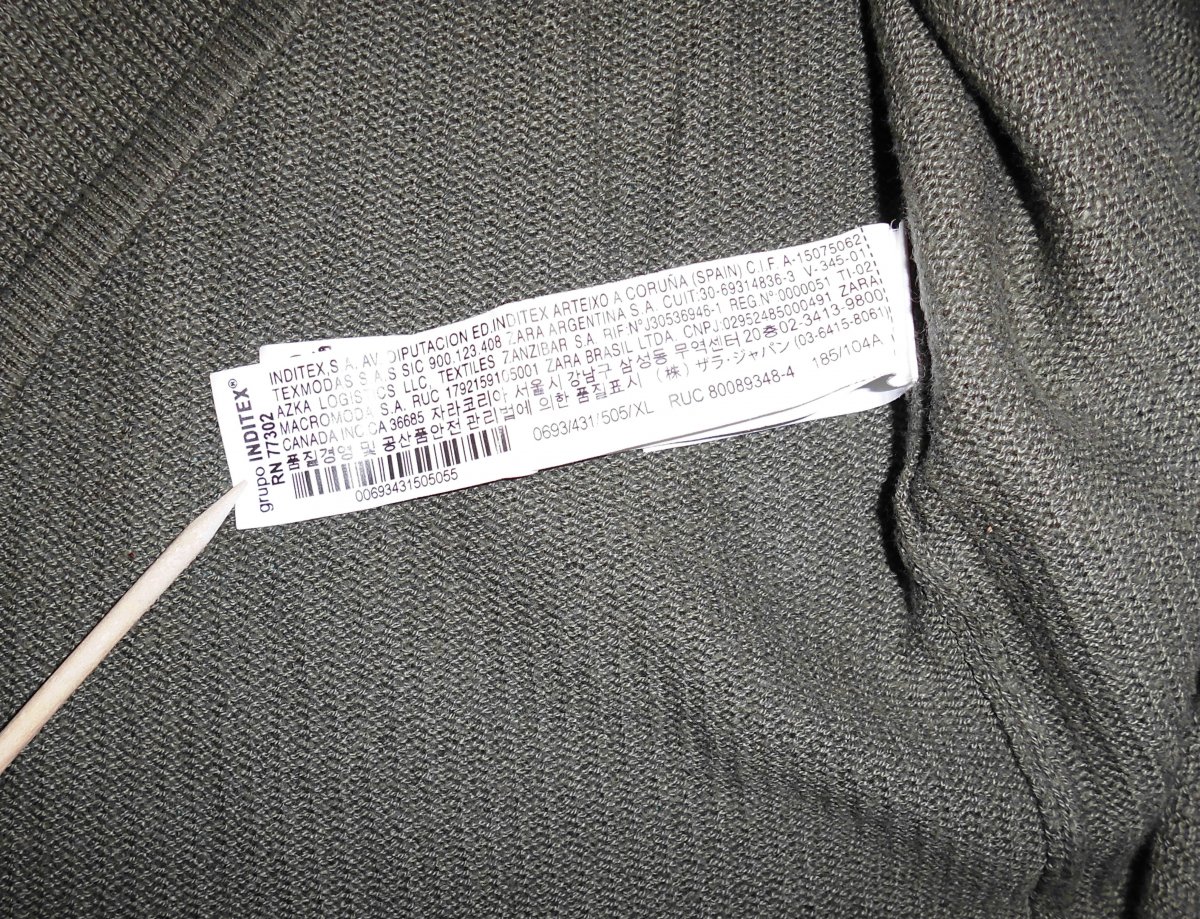 grupo INDITEX®
RN 77302
INDITEX,S.A. AV. DIPUTACION ED.INDITEX ARTEIXO A CORUÑA (SPAIN) C.I.F. A-15075062
TEXMODAS S.A.S SIC 900.123.408 ZARA ARGENTINA S.A. CUIT:30-69314836-3 V-345-01
AZKA LOGISTICS LLC, TEXTILES ZANZIBAR S.A. RIF:NºJ30536946-1 REG.Nº 0000051 TI-02
MACROMODA S.A. RUC 1792159105001 ZARA BRASIL LTDA, CNPJ:02952485000491 ZARA
CANADA INC CA 36685 자라코리아 서울시 강남구 삼성동 무역센터 20층02-3413-9800
품질경영 및 공산품안전 관리법에 의한 품질표시 (株) ザラ・ジャパン (03-6415-8061)
0693/431/505/XL RUC 80089348-4 185/104A
00693431505055